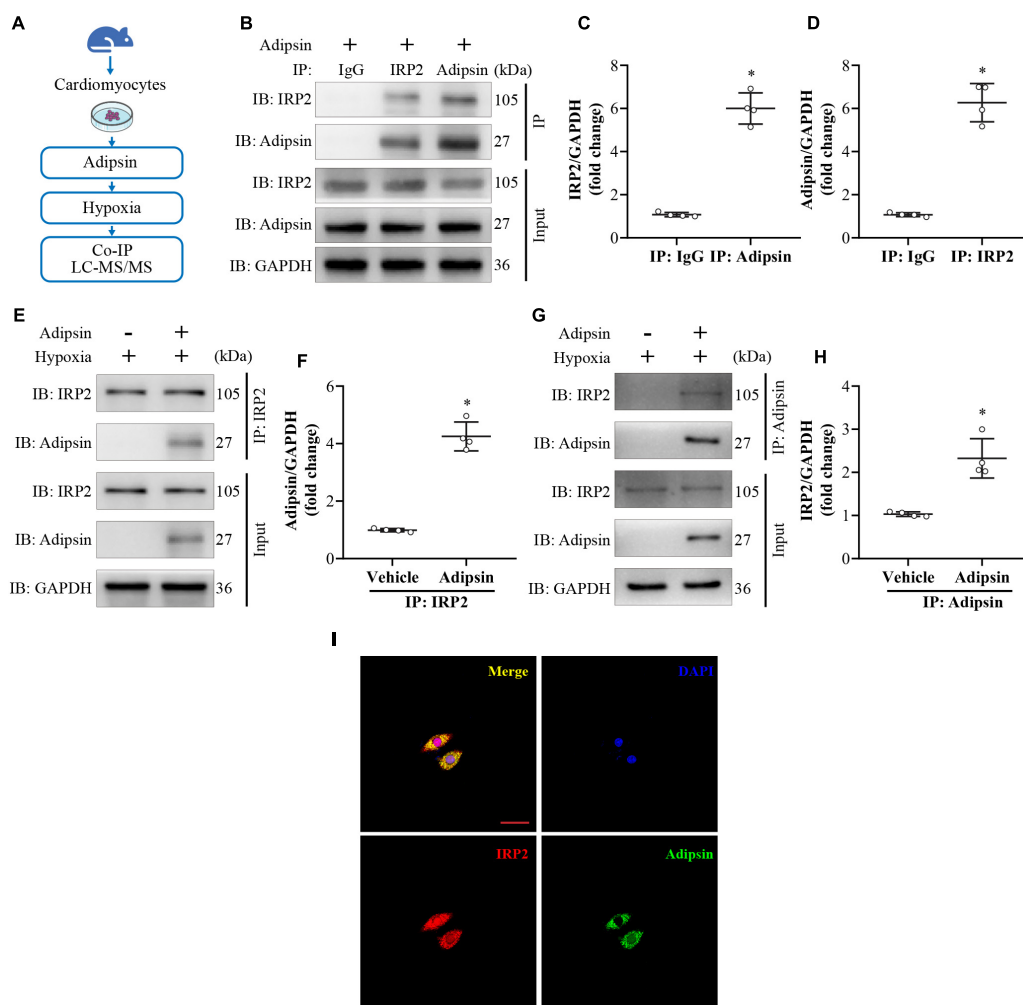 A
Cardiomyocytes
Adipsin
Hypoxia
Co-IP
LC-MS/MS
B
Adipsin + + +
IP: IgG IRP2 Adipsin (kDa)
IB: IRP2 105
IB: Adipsin 27
IP
IB: IRP2 105
IB: Adipsin 27
IB: GAPDH 36
Input
C
IRP2/GAPDH
(fold change)
8
6
4
2
0
*
IP: IgG IP: Adipsin
D
Adipsin/GAPDH
(fold change)
8
6
4
2
0
*
IP: IgG IP: IRP2
E
Adipsin - +
Hypoxia + + (kDa)
IB: IRP2 105
IB: Adipsin 27
IP: IRP2
IB: IRP2 105
IB: Adipsin 27
IB: GAPDH 36
Input
F
Adipsin/GAPDH
(fold change)
6
4
2
0
*
Vehicle Adipsin
IP: IRP2
G
Adipsin - +
Hypoxia + + (kDa)
IB: IRP2 105
IB: Adipsin 27
IP: Adipsin
IB: IRP2 105
IB: Adipsin 27
IB: GAPDH 36
Input
H
IRP2/GAPDH
(fold change)
4
3
2
1
0
*
Vehicle Adipsin
IP: Adipsin
I
Merge
DAPI
IRP2
Adipsin